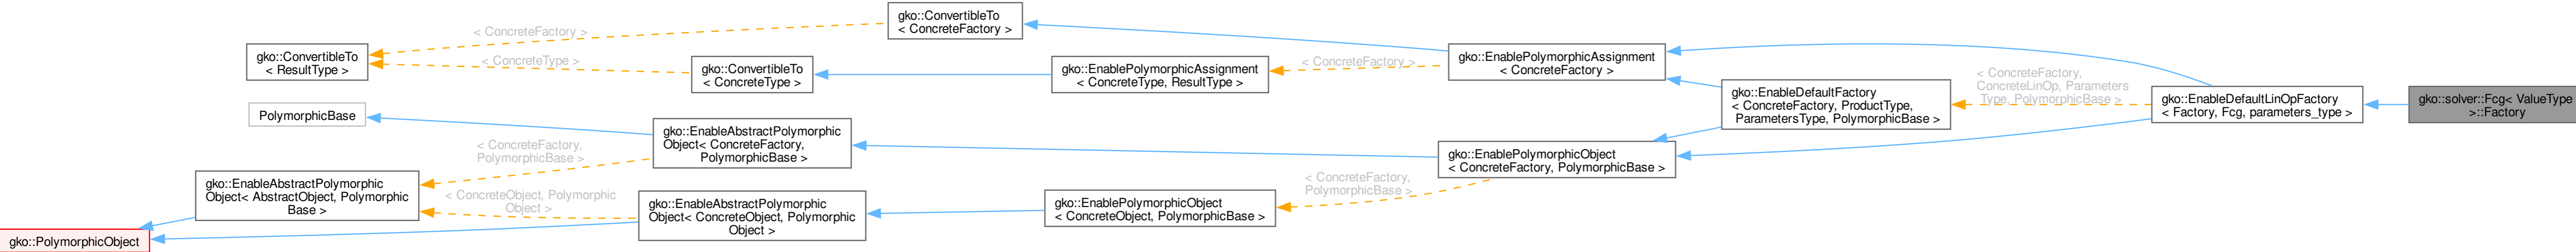 gko::ConvertibleTo
< ConcreteFactory >
< ConcreteFactory >
gko::ConvertibleTo
< ResultType >
< ConcreteType >
gko::ConvertibleTo
< ConcreteType >
gko::EnablePolymorphicAssignment
< ConcreteType, ResultType >
< ConcreteFactory >
gko::EnablePolymorphicAssignment
< ConcreteFactory >
gko::EnableDefaultFactory
< ConcreteFactory, ProductType,
ParametersType, PolymorphicBase >
< ConcreteFactory,
ConcreteLinOp, Parameters
Type, PolymorphicBase >
gko::EnableDefaultLinOpFactory
< Factory, Fcg, parameters_type >
gko::solver::Fcg< ValueType
>::Factory
PolymorphicBase
gko::EnableAbstractPolymorphic
Object< ConcreteFactory,
PolymorphicBase >
< ConcreteFactory,
PolymorphicBase >
gko::EnablePolymorphicObject
< ConcreteFactory, PolymorphicBase >
gko::EnableAbstractPolymorphic
Object< AbstractObject, Polymorphic
Base >
< ConcreteObject, Polymorphic
Object >
gko::EnableAbstractPolymorphic
Object< ConcreteObject, Polymorphic
Object >
gko::EnablePolymorphicObject
< ConcreteObject, PolymorphicBase >
< ConcreteFactory,
PolymorphicBase >
gko::PolymorphicObject